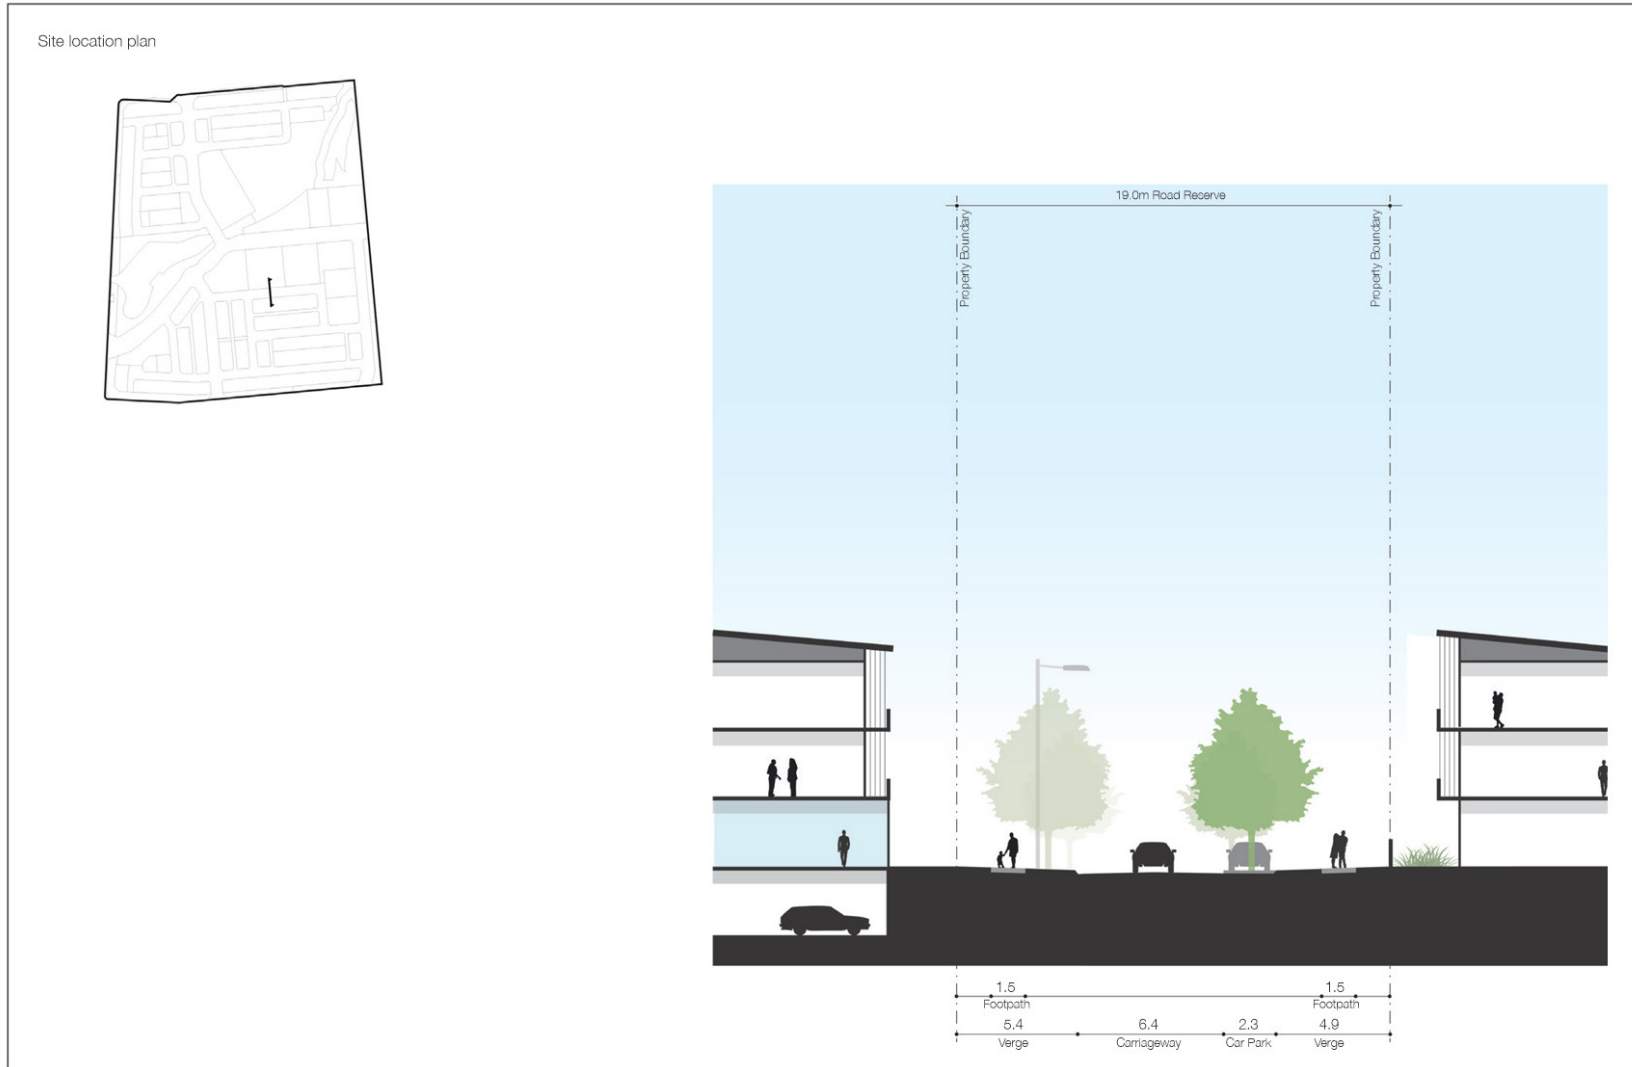 Site location plan
19.0m Road Reserve
Property Boundary
Property Boundary
1.5
1.5
Footpath
Footpath
5.4
6.4
2.3
4.9
Verge
Carriageway
Car Park
Verge